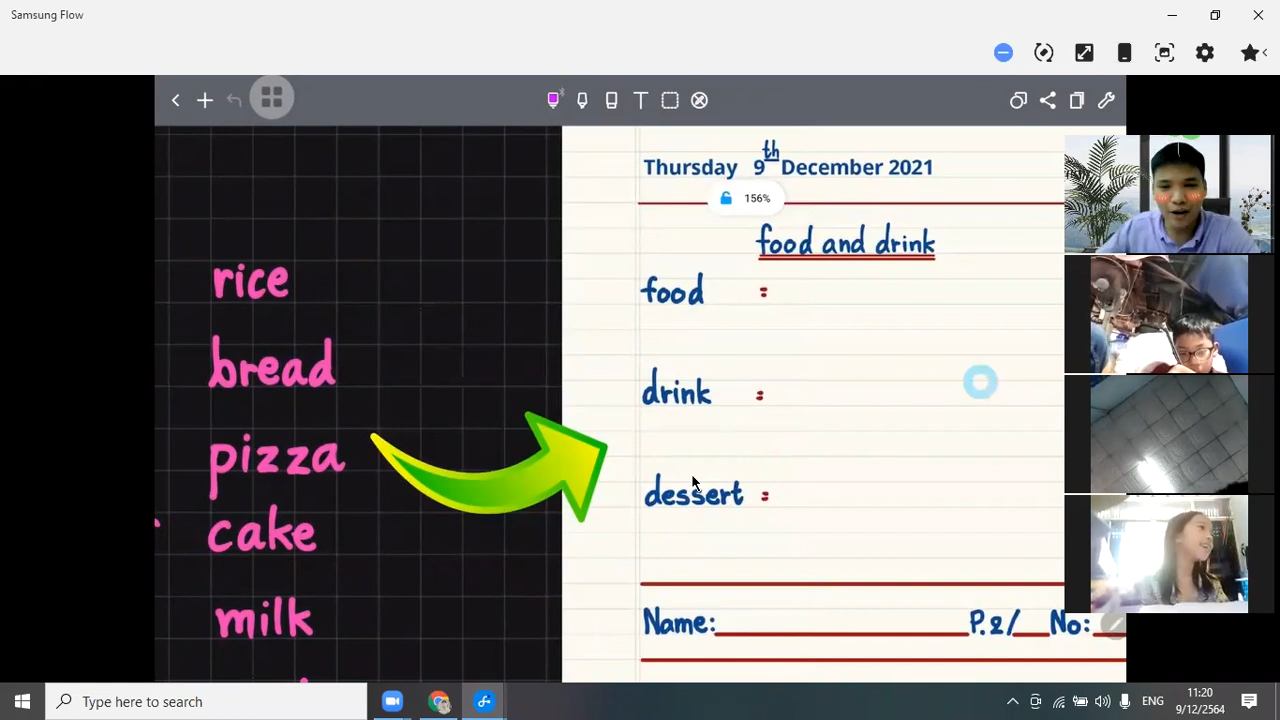 Samsung Flow
Thursday 9th December 2021
156%
food and drink
food :
drink :
dessert :
Name: P.2/ No:
rice
bread
pizza
cake
milk
Type here to search
ENG
11:20
9/12/2564